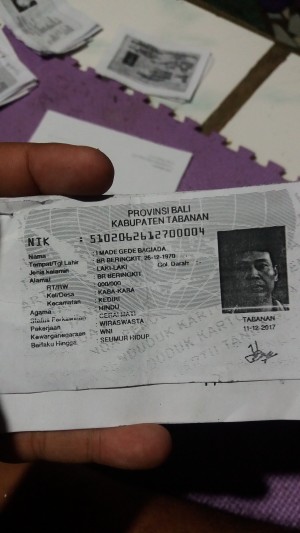 PROVINSI BALI
KABUPATEN TABANAN
NIK : 5102062612700004
Nama : I MADE GEDE BAGIADA
Tempat/Tgl Lahir : BR BERINGKIT, 26-12-1970
Jenis kelamin : LAKI-LAKI Gol. Darah : -
Alamat : BR BERINGKIT
RT/RW : 000/000
Kel/Desa : KABA-KABA
Kecamatan : KEDIRI
Agama : HINDU
Status Perkawinan : CERAI MATI
Pekerjaan : WIRASWASTA
Kewarganegaraan : WNI
Berlaku Hingga : SEUMUR HIDUP
TABANAN
11-12-2017